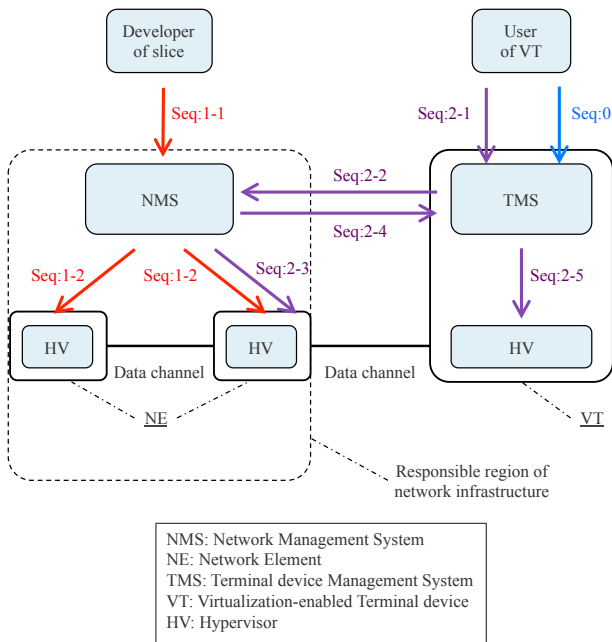 Developer
of slice
User
of VT
Seq:1-1
Seq:2-1
Seq:0
Seq:2-2
NMS
TMS
Seq:2-4
Seq:1-2
Seq:1-2
Seq:2-3
Seq:2-5
HV
HV
HV
Data channel
Data channel
NE
VT
Responsible region of
network infrastructure
NMS: Network Management System
NE: Network Element
TMS: Terminal device Management System
VT: Virtualization-enabled Terminal device
HV: Hypervisor